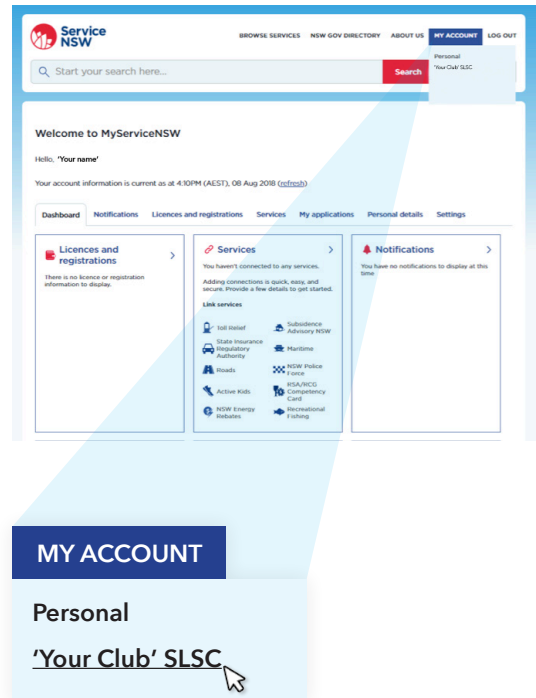 Service
NSW
BROWSE SERVICES NSW GOV DIRECTORY ABOUT US MY ACCOUNT LOG OUT
Personal
'Your Club' SLSC
Start your search here...
Search
Welcome to MyServiceNSW
Hello, 'Your name'
Your account information is current as at 4:10PM (AEST), 08 Aug 2018 (refresh)
Dashboard Notifications Licences and registrations Services My applications Personal details Settings
Licences and
registrations
There is no licence or registration
information to display.
Services
You haven't connected to any services.
Adding connections is quick, easy, and
secure. Provide a few details to get started.
Link services
Toll Relief
Subsidence
Advisory NSW
State Insurance
Regulatory
Authority
Maritime
Roads
NSW Police
Force
Active Kids
RSA/RCG
Competency
Card
NSW Energy
Rebates
Recreational
Fishing
Notifications
You have no notifications to display at this
time
MY ACCOUNT
Personal
'Your Club' SLSC